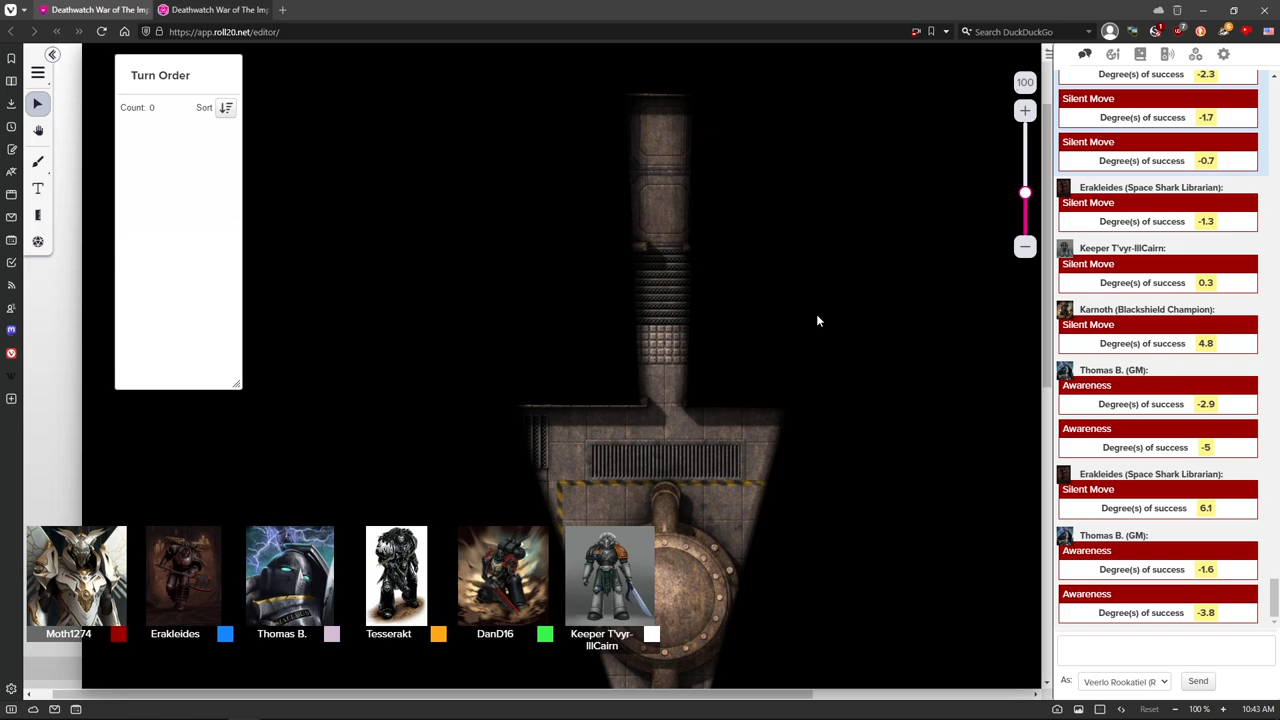 Deathwatch War of The Imp
Deathwatch War of The Imp
https://app.roll20.net/editor/
Search DuckDuckGo
Turn Order
Count: 0
Sort
100
Degree(s) of success -2.3
Silent Move
Degree(s) of success -1.7
Silent Move
Degree(s) of success -0.7
Erakleides (Space Shark Librarian):
Silent Move
Degree(s) of success -1.3
Keeper T'vyr-IllCairn:
Silent Move
Degree(s) of success 0.3
Karnoth (Blackshield Champion):
Silent Move
Degree(s) of success 4.8
Thomas B. (GM):
Awareness
Degree(s) of success -2.9
Awareness
Degree(s) of success -5
Erakleides (Space Shark Librarian):
Silent Move
Degree(s) of success 6.1
Thomas B. (GM):
Awareness
Degree(s) of success -1.6
Awareness
Degree(s) of success -3.8
Moth1274
Erakleides
Thomas B.
Tesserakt
DanD16
Keeper T'vyr-
IllCairn
As:
Veerlo Rookatiel (R
Send
Reset
100 %
10:43 AM